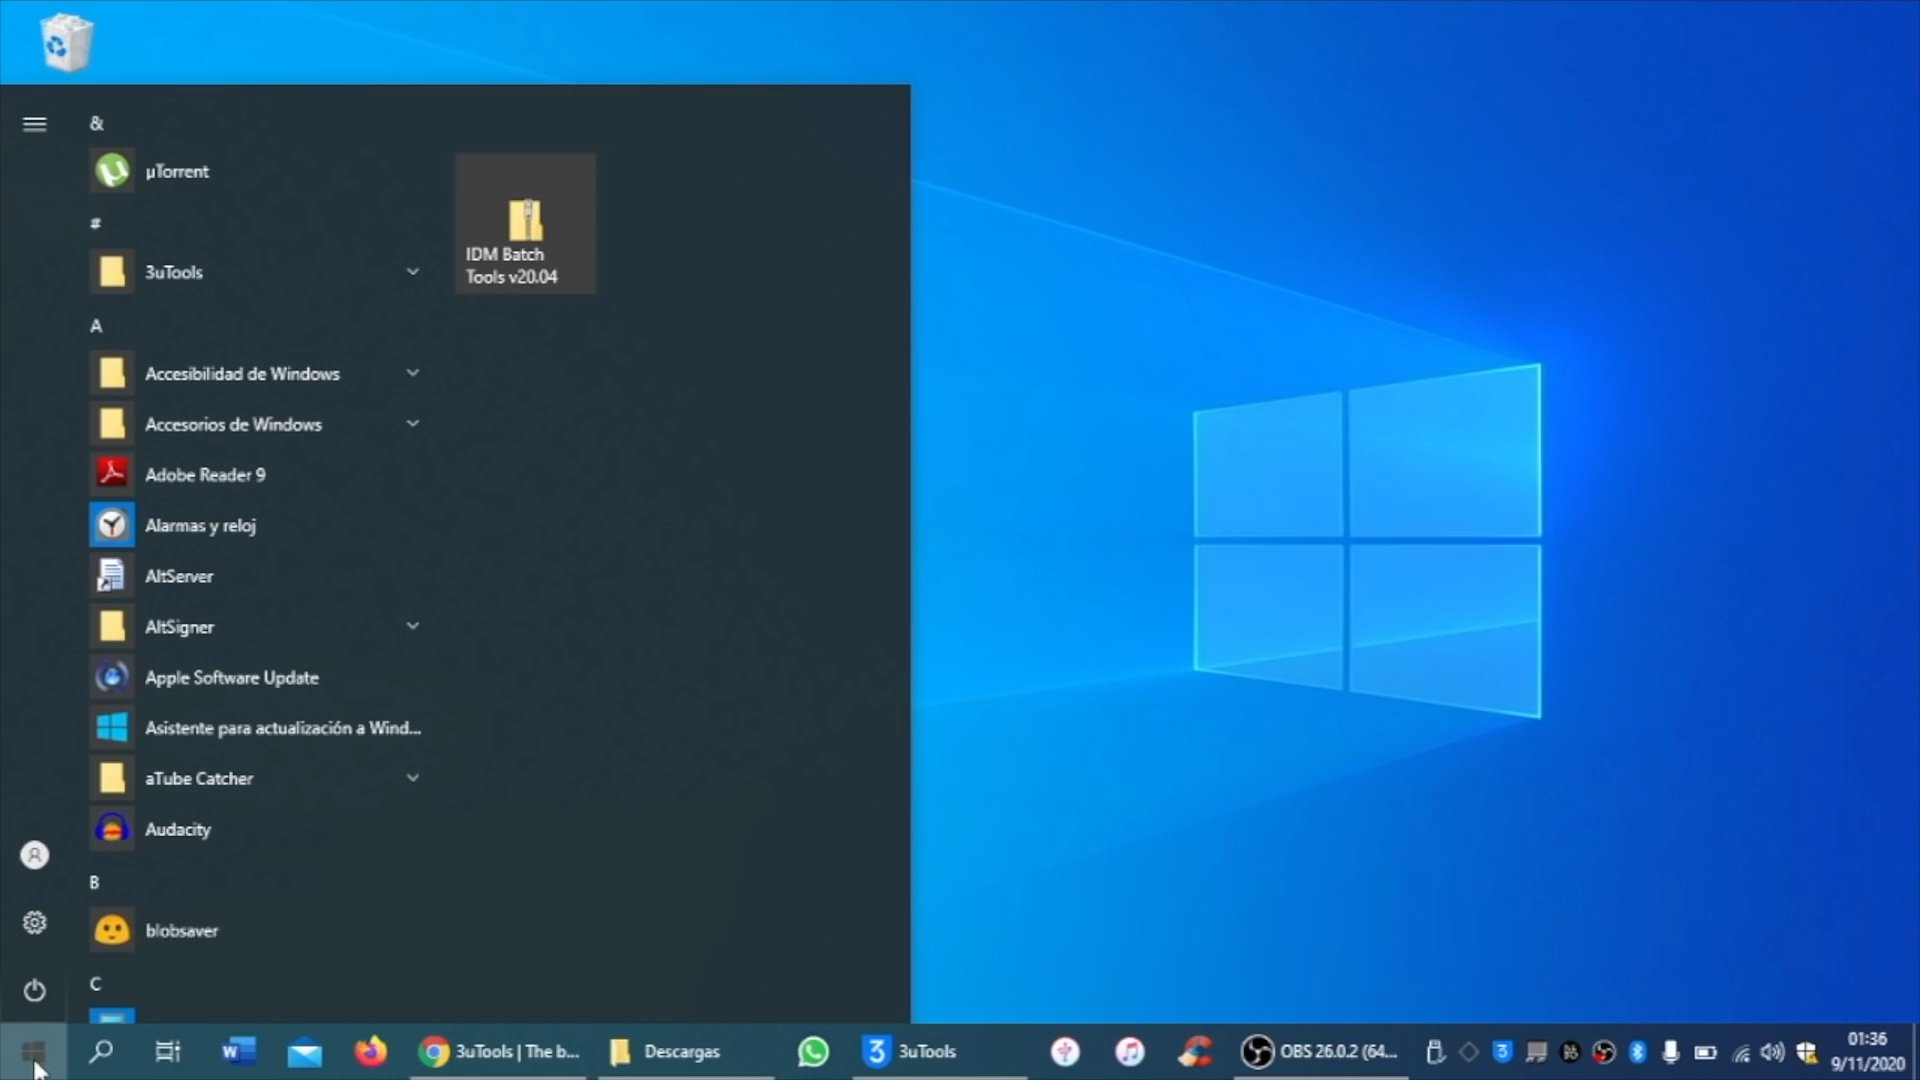 &
µTorrent
#
3uTools
A
Accesibilidad de Windows
Accesorios de Windows
Adobe Reader 9
Alarmas y reloj
AltServer
AltSigner
Apple Software Update
Asistente para actualización a Wind...
aTube Catcher
Audacity
B
blobsaver
C
IDM Batch
Tools v20.04
3uTools | The b...
Descargas
3uTools
OBS 26.0.2 (64...
01:36
9/11/2020